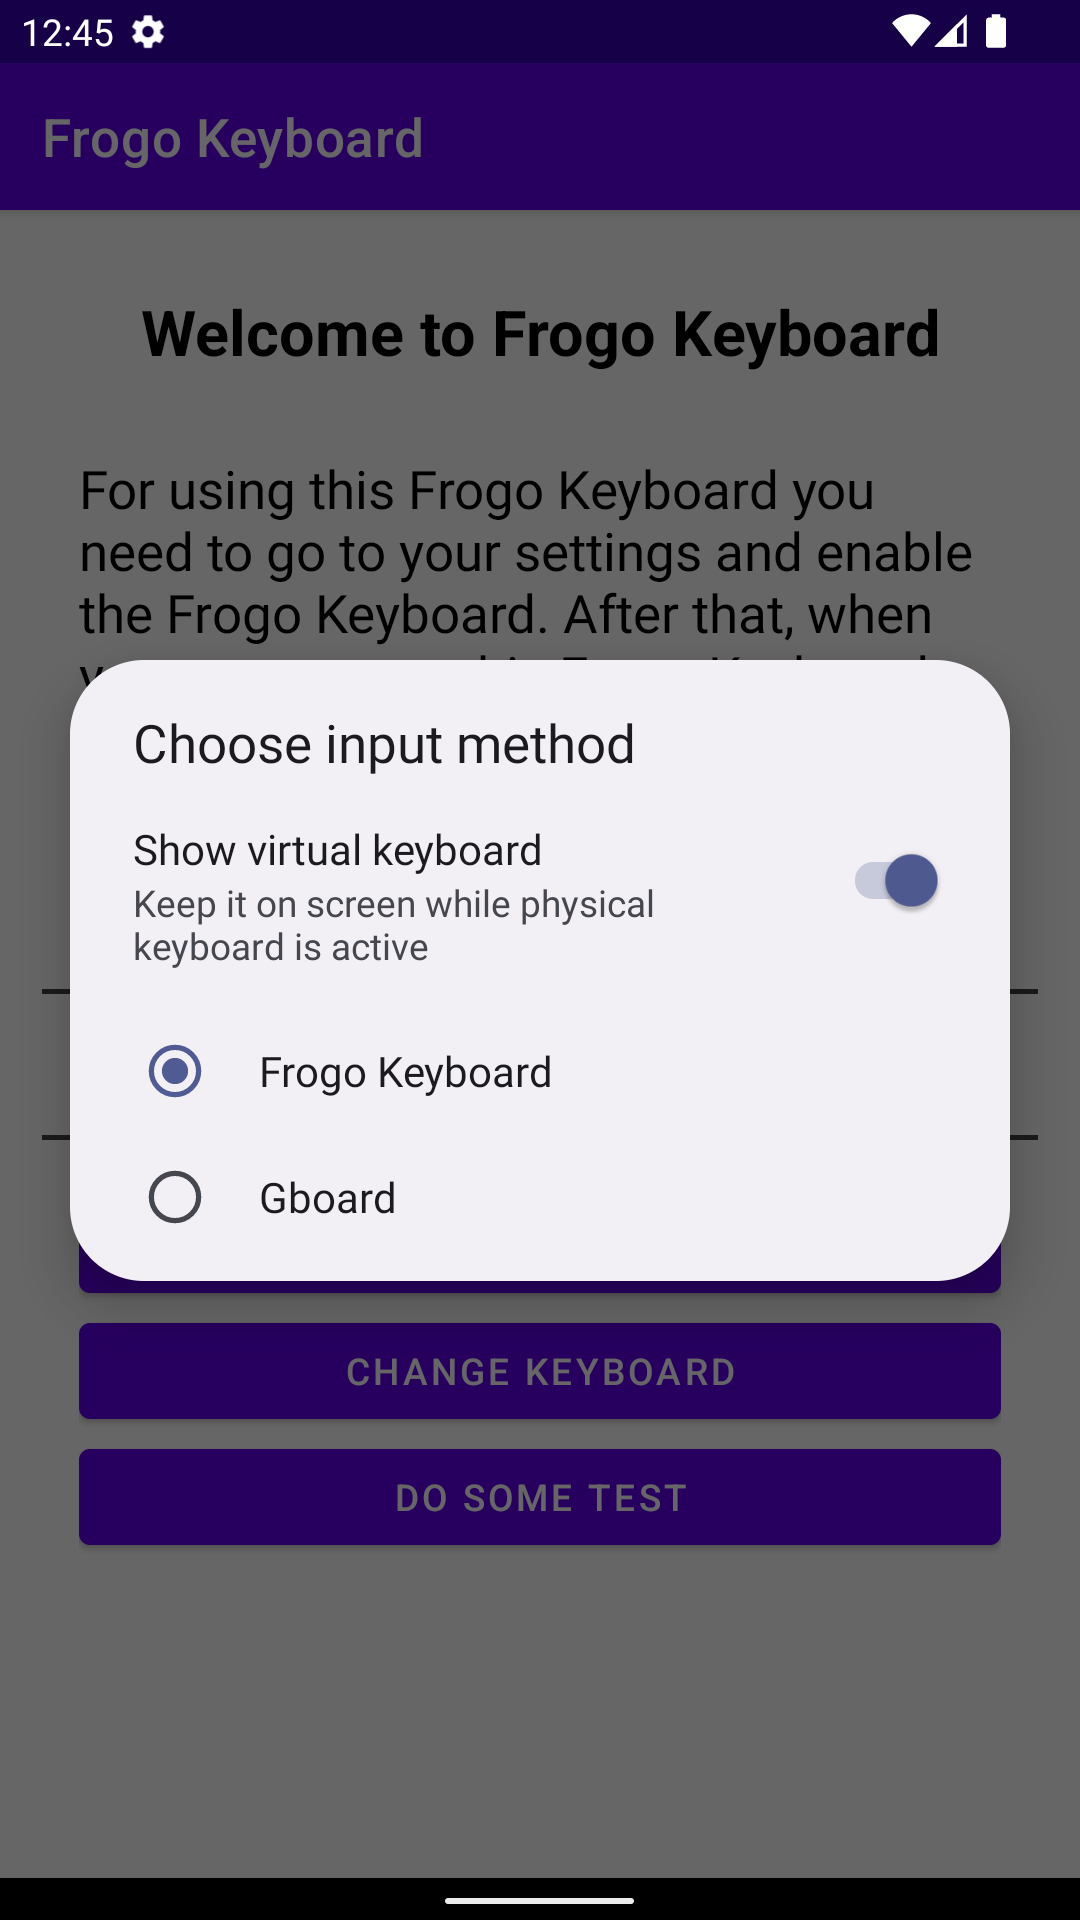 12:45
Frogo Keyboard
Welcome to Frogo Keyboard
For using this Frogo Keyboard you
need to go to your settings and enable
the Frogo Keyboard. After that, when
Choose input method
Show virtual keyboard
Keep it on screen while physical
keyboard is active
Frogo Keyboard
Gboard
CHANGE KEYBOARD
DO SOME TEST